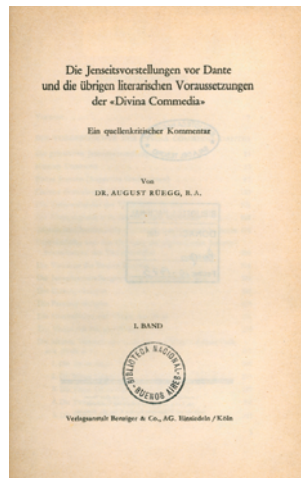 Die Jenseitsvorstellungen vor Dante
und die übrigen literarischen Voraussetzungen
der «Divina Commedia»
Ein quellenkritischer Kommentar
Von
DR. AUGUST RÜEGG, B. A.
I. BAND
BIBLIOTECA NACIONAL
BUENOS AIRES
Verlagsanstalt Benziger & Co., AG. Einsiedeln / Köln